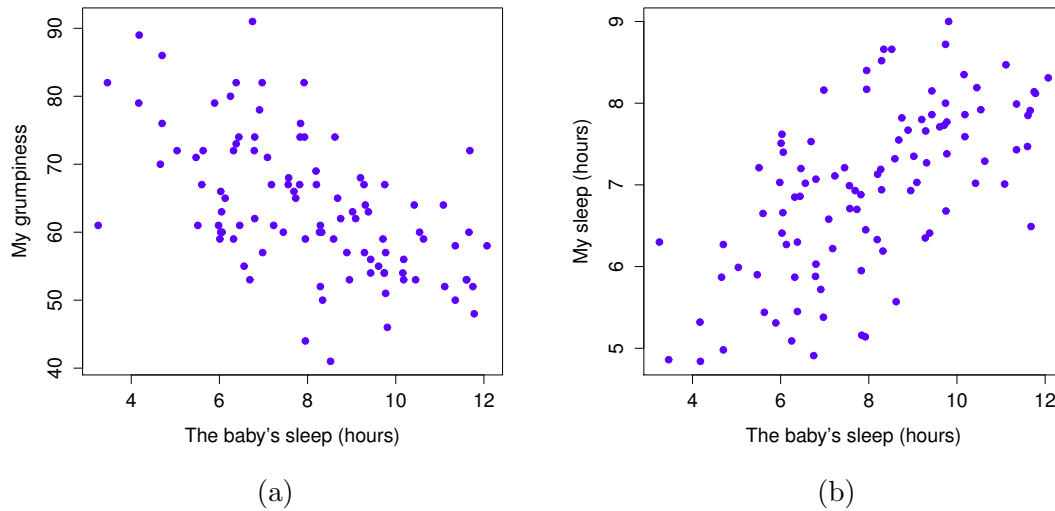 My grumpiness
90
80
70
60
50
40
4 6 8 10 12
The baby's sleep (hours)
(a)
My sleep (hours)
9
8
7
6
5
4 6 8 10 12
The baby's sleep (hours)
(b)